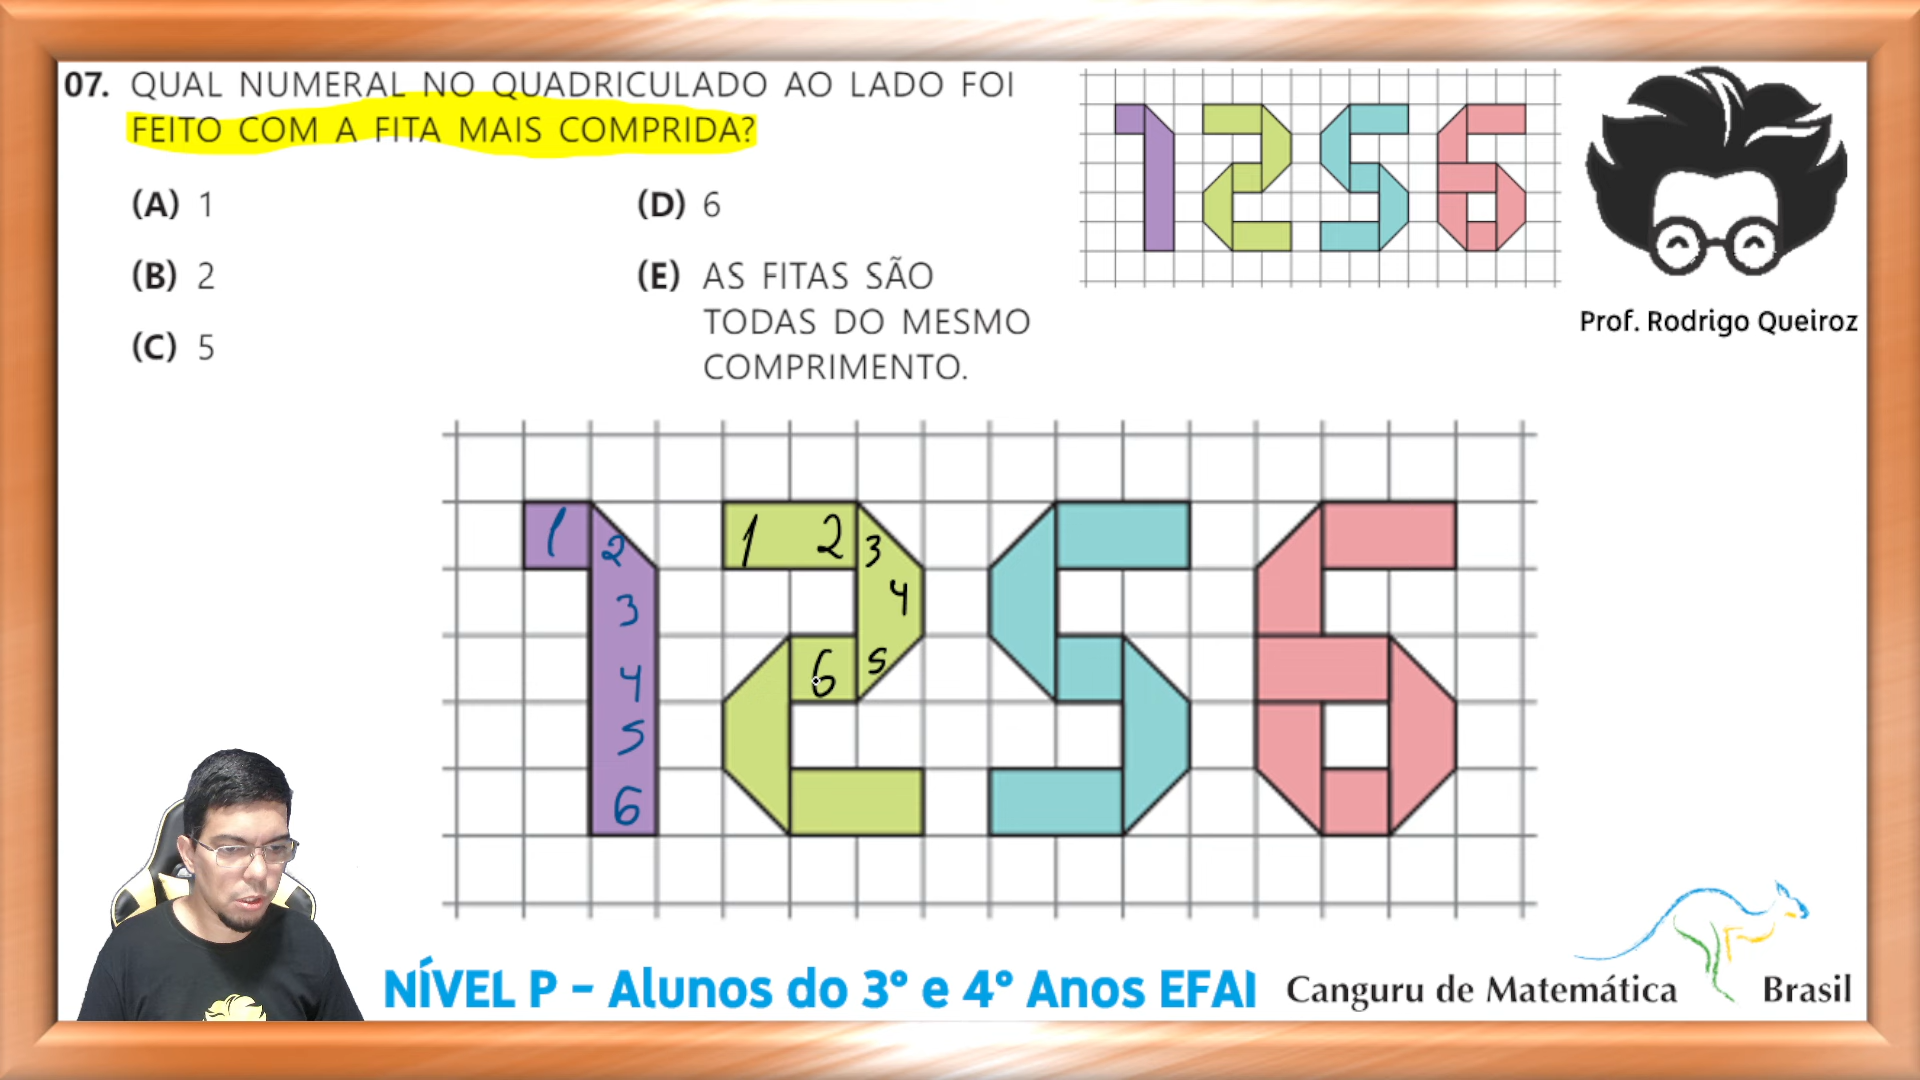 07. QUAL NUMERAL NO QUADRICULADO AO LADO FOI
FEITO COM A FITA MAIS COMPRIDA?
(A) 1
(B) 2
(C) 5
(D) 6
(E) AS FITAS SÃO
TODAS DO MESMO
COMPRIMENTO.
Prof. Rodrigo Queiroz
1
2
3
4
5
6
1 2 3
4
6 5
NÍVEL P - Alunos do 3° e 4° Anos EFAI
Canguru de Matemática Brasil